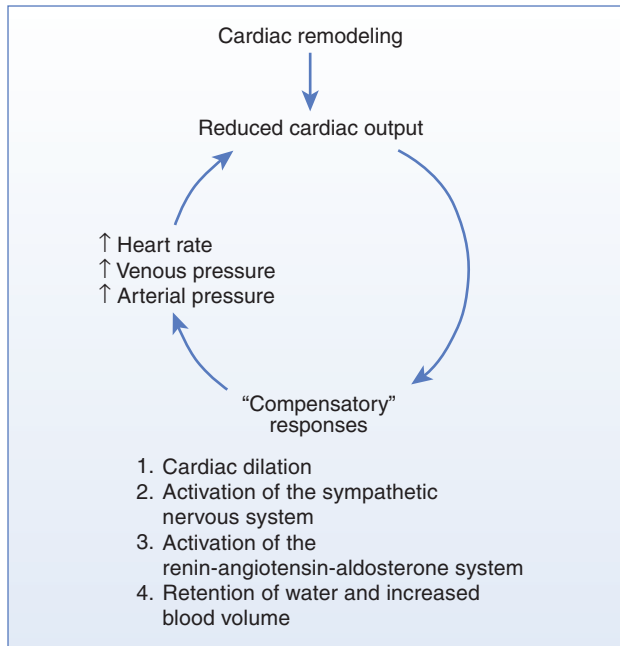 Cardiac remodeling
Reduced cardiac output
↑ Heart rate
↑ Venous pressure
↑ Arterial pressure
“Compensatory”
responses
1. Cardiac dilation
2. Activation of the sympathetic
nervous system
3. Activation of the
renin-angiotensin-aldosterone system
4. Retention of water and increased
blood volume